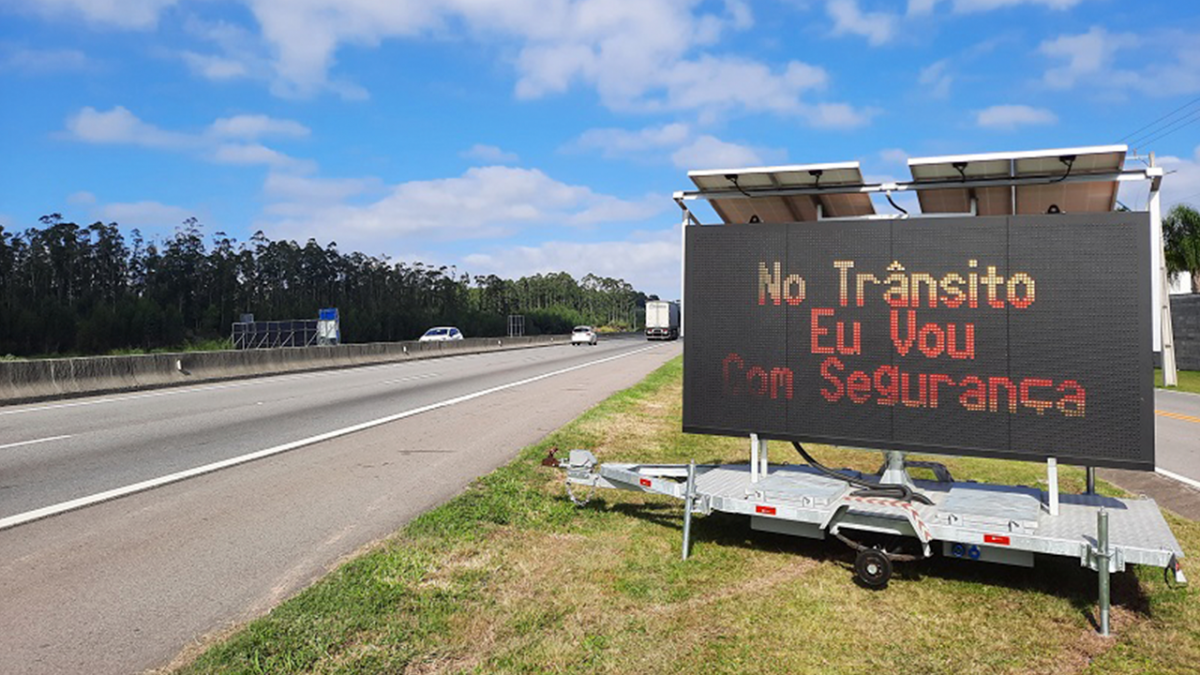 No Trânsito
Eu Vou
Com Segurança